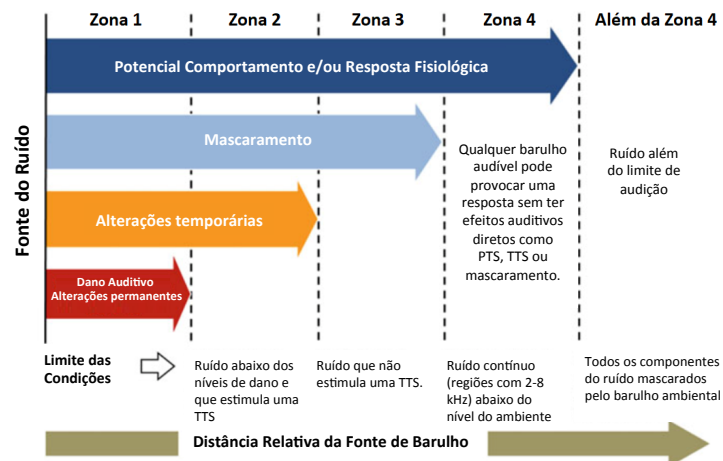 Zona 1
Zona 2
Zona 3
Zona 4
Além da Zona 4
Fonte do Ruído
Potencial Comportamento e/ou Resposta Fisiológica
Mascaramento
Alterações temporárias
Dano Auditivo
Alterações permanentes
Qualquer barulho
audível pode
provocar uma
resposta sem ter
efeitos auditivos
diretos como
PTS, TTS ou
mascaramento.
Ruído além
do limite de
audição
Limite das
Condições
Ruído abaixo dos
níveis de dano e
que estimula uma
TTS
Ruído que não
estimula uma TTS.
Ruído contínuo
(regiões com 2-8
kHz) abaixo do
nível do ambiente
Todos os componentes
do ruído mascarados
pelo barulho ambiental
Distância Relativa da Fonte de Barulho